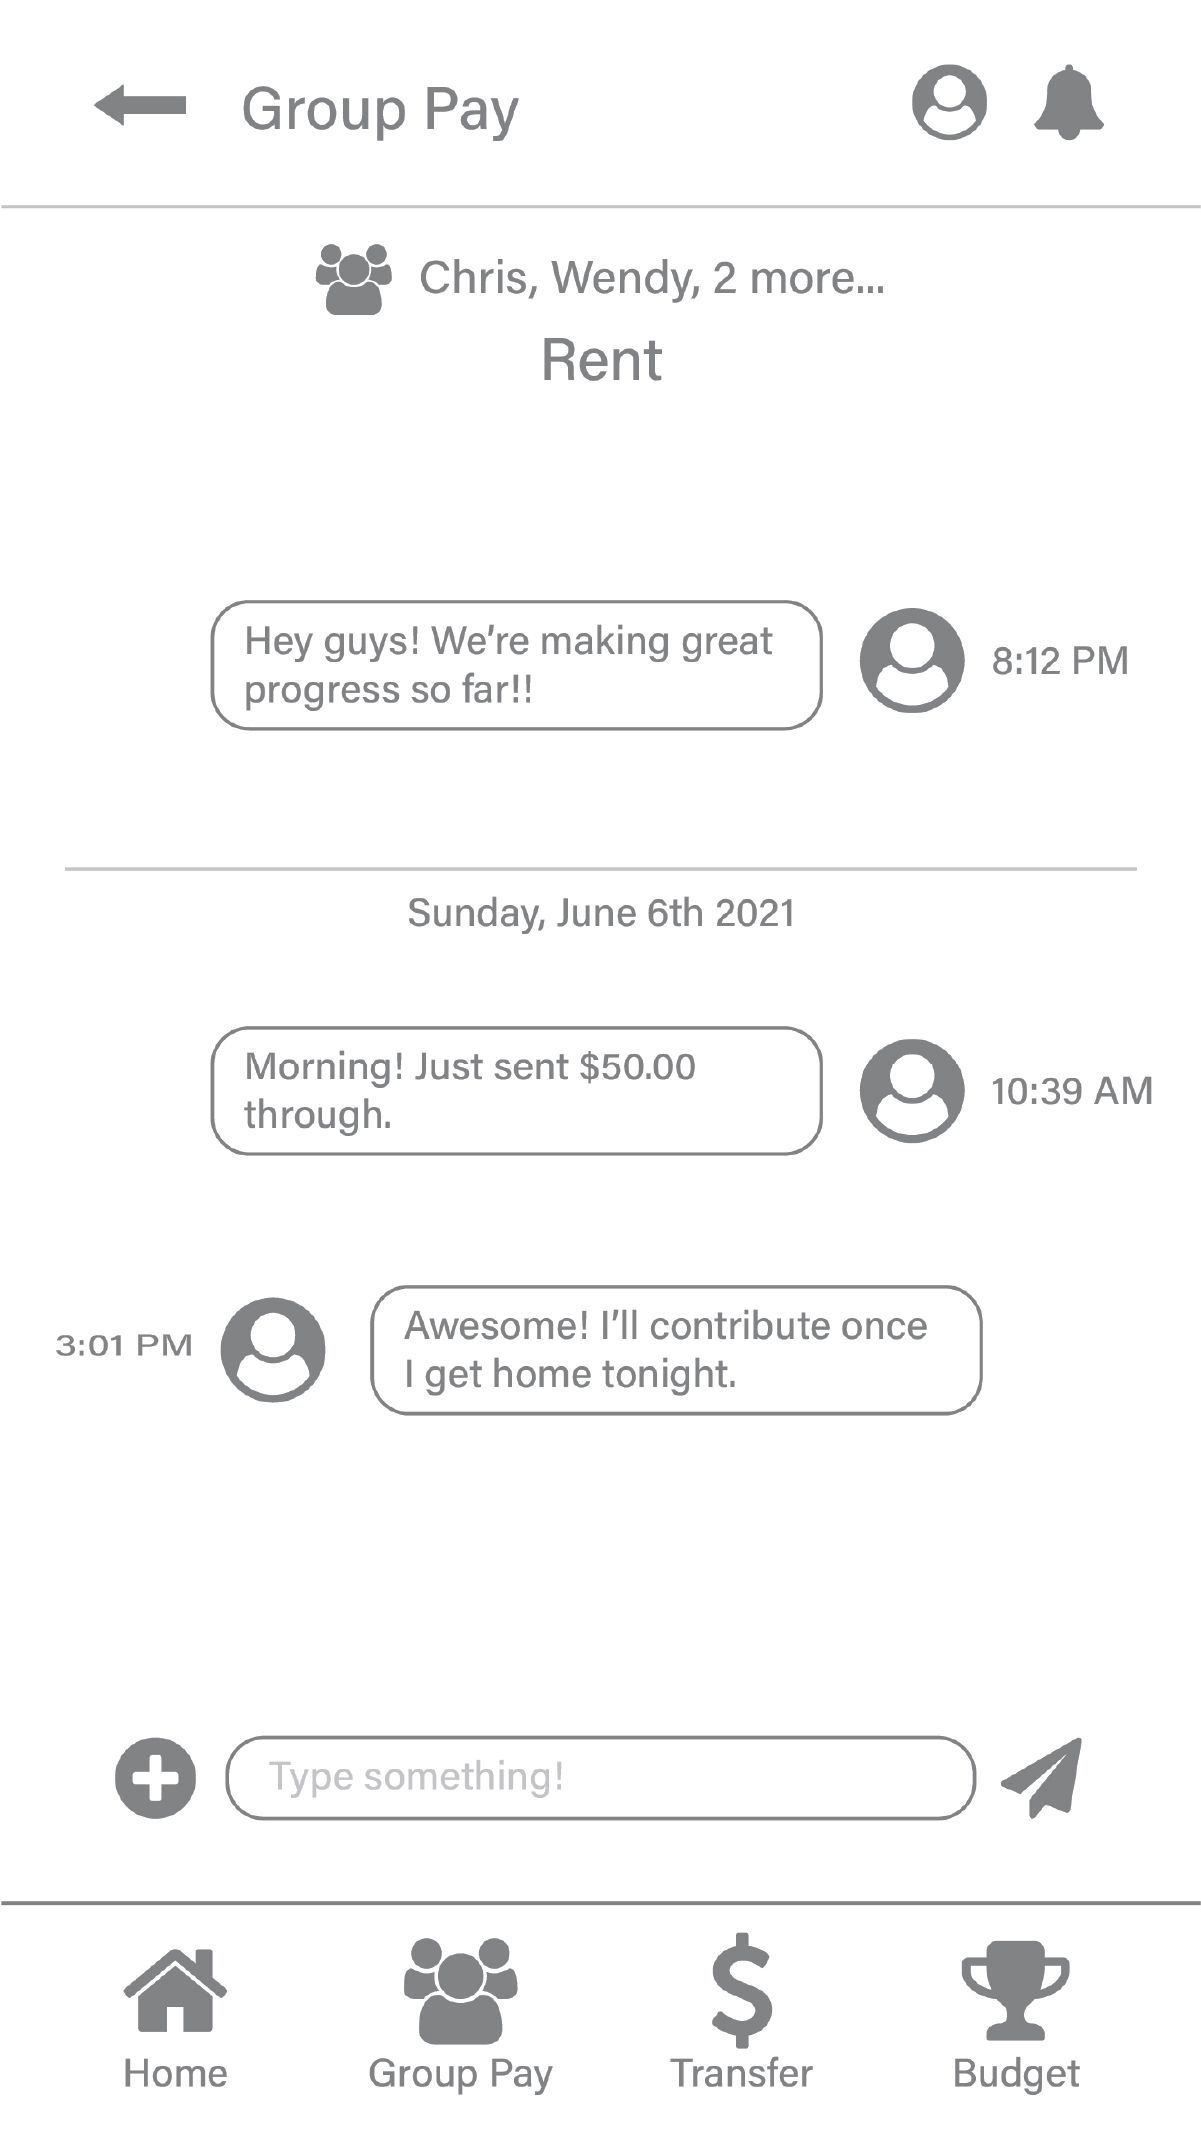 Group Pay
Chris, Wendy, 2 more...
Rent
Hey guys! We’re making great
progress so far!!
8:12 PM
Sunday, June 6th 2021
Morning! Just sent $50.00
through.
10:39 AM
3:01 PM
Awesome! I’ll contribute once
I get home tonight.
Type something!
Home
Group Pay
Transfer
Budget